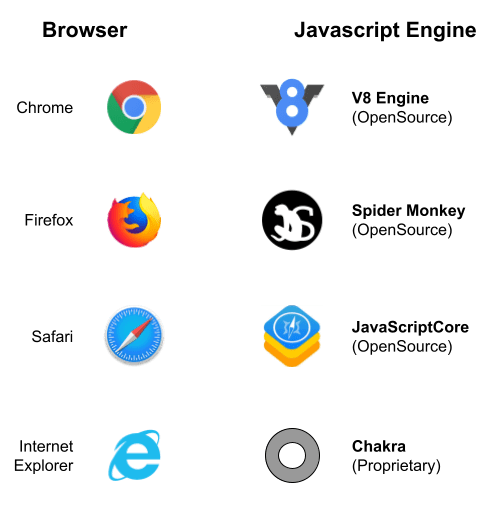 Browser
Javascript Engine
Chrome
V8 Engine
(OpenSource)
Firefox
Spider Monkey
(OpenSource)
Safari
JavaScriptCore
(OpenSource)
Internet
Explorer
Chakra
(Proprietary)